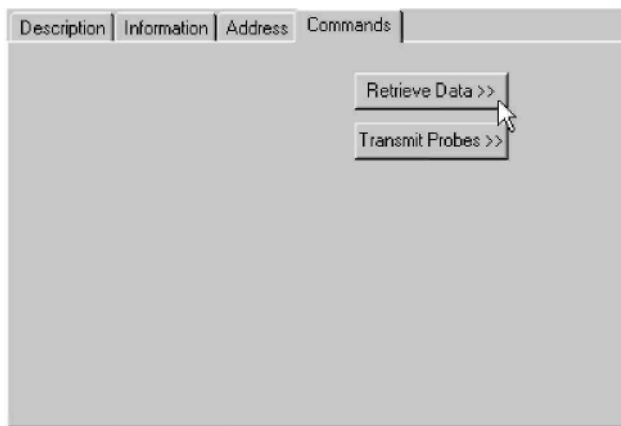 Description Information Address Commands
Retrieve Data >>
Transmit Probes >>